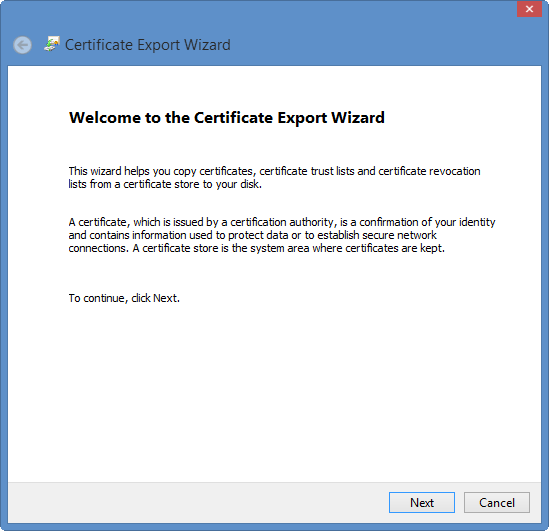 Certificate Export Wizard
Welcome to the Certificate Export Wizard
This wizard helps you copy certificates, certificate trust lists and certificate revocation
lists from a certificate store to your disk.
A certificate, which is issued by a certification authority, is a confirmation of your identity
and contains information used to protect data or to establish secure network
connections. A certificate store is the system area where certificates are kept.
To continue, click Next.
Next
Cancel